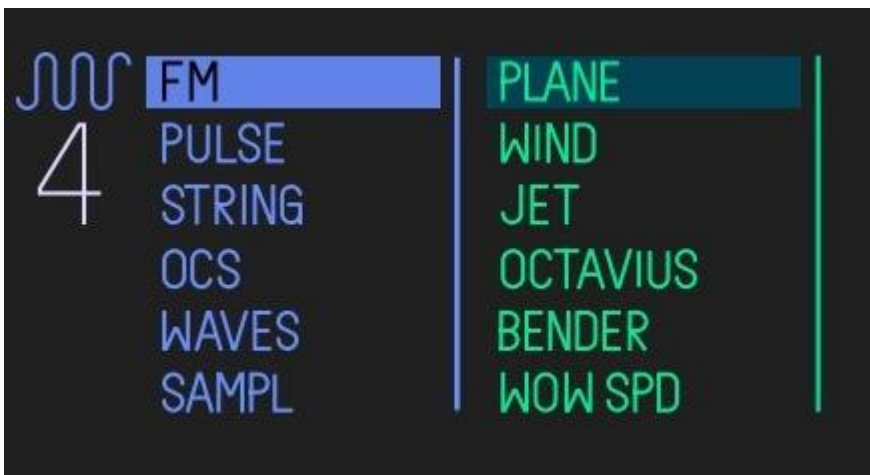 4
FM
PULSE
STRING
OCS
WAVES
SAMPL
PLANE
WIND
JET
OCTAVIUS
BENDER
WOW SPD